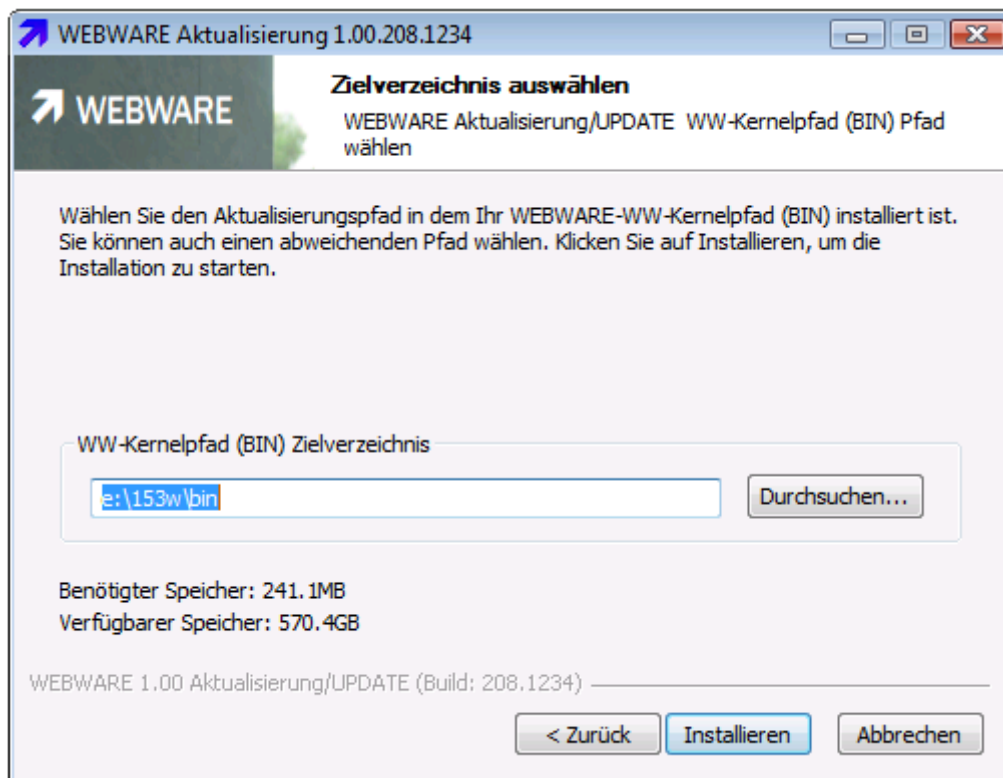 WEBWARE Aktualisierung 1.00.208.1234
WEBWARE
Zielverzeichnis auswählen
WEBWARE Aktualisierung/UPDATE WW-Kernelpfad (BIN) Pfad
wählen
Wählen Sie den Aktualisierungspfad in dem Ihr WEBWARE-WW-Kernelpfad (BIN) installiert ist.
Sie können auch einen abweichenden Pfad wählen. Klicken Sie auf Installieren, um die
Installation zu starten.
WW-Kernelpfad (BIN) Zielverzeichnis
e:\153w\bin
Durchsuchen...
Benötigter Speicher: 241.1MB
Verfügbarer Speicher: 570.4GB
WEBWARE 1.00 Aktualisierung/UPDATE (Build: 208.1234)
< Zurück
Installieren
Abbrechen